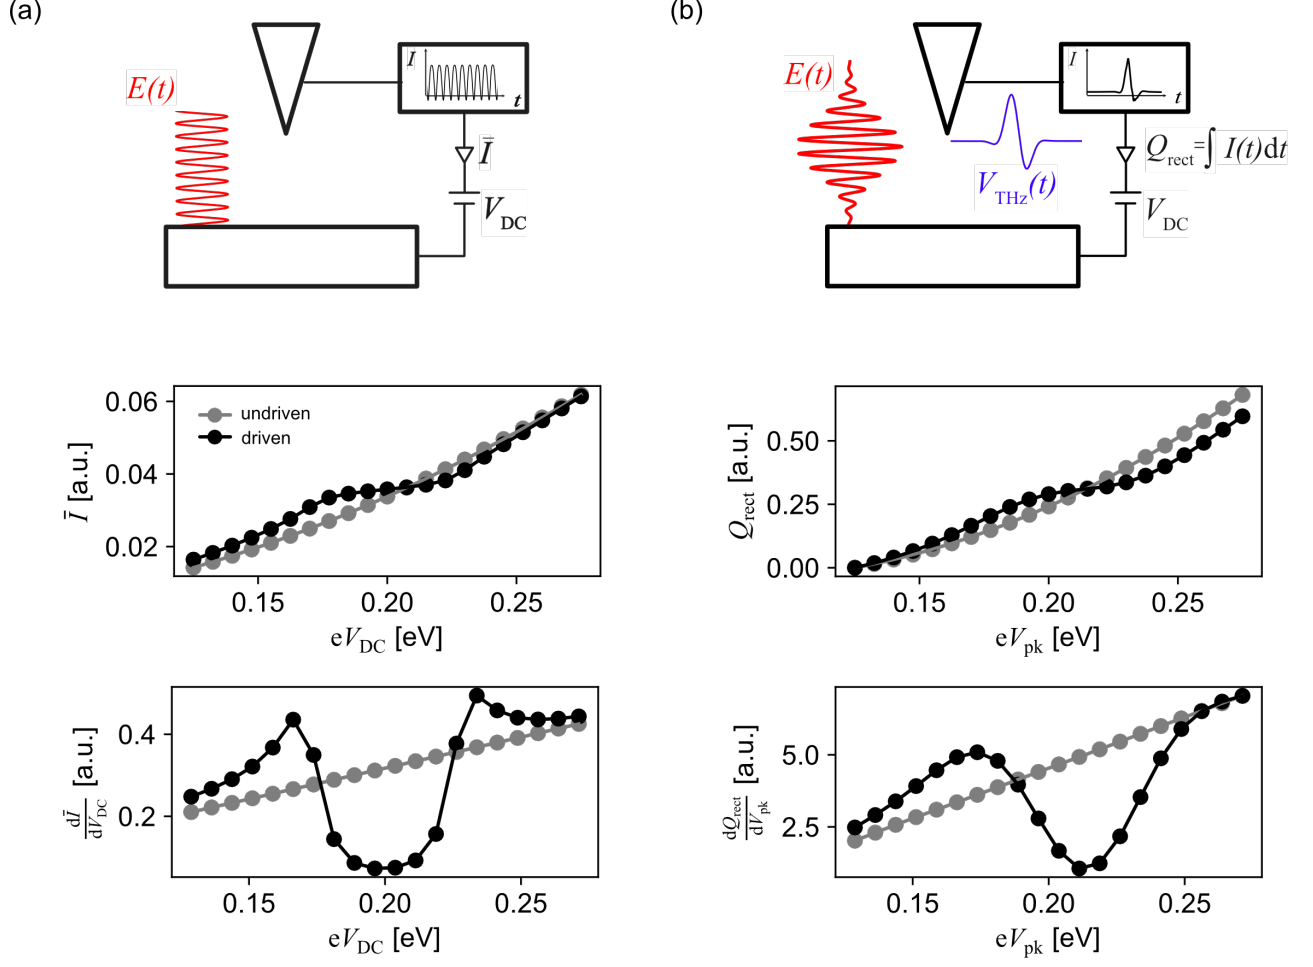 (a)
E(t)
I
t
Ī
V_DC
(b)
E(t)
V_THz(t)
I
t
Q_rect=∫ I(t)dt
V_DC
Ī [a.u.]
0.06
0.04
0.02
undriven
driven
0.15 0.20 0.25
eV_DC [eV]
Q_rect [a.u.]
0.50
0.25
0.00
0.15 0.20 0.25
eV_pk [eV]
dĪ/dV_DC [a.u.]
0.4
0.2
0.15 0.20 0.25
eV_DC [eV]
dQ_rect/dV_pk [a.u.]
5.0
2.5
0.15 0.20 0.25
eV_pk [eV]